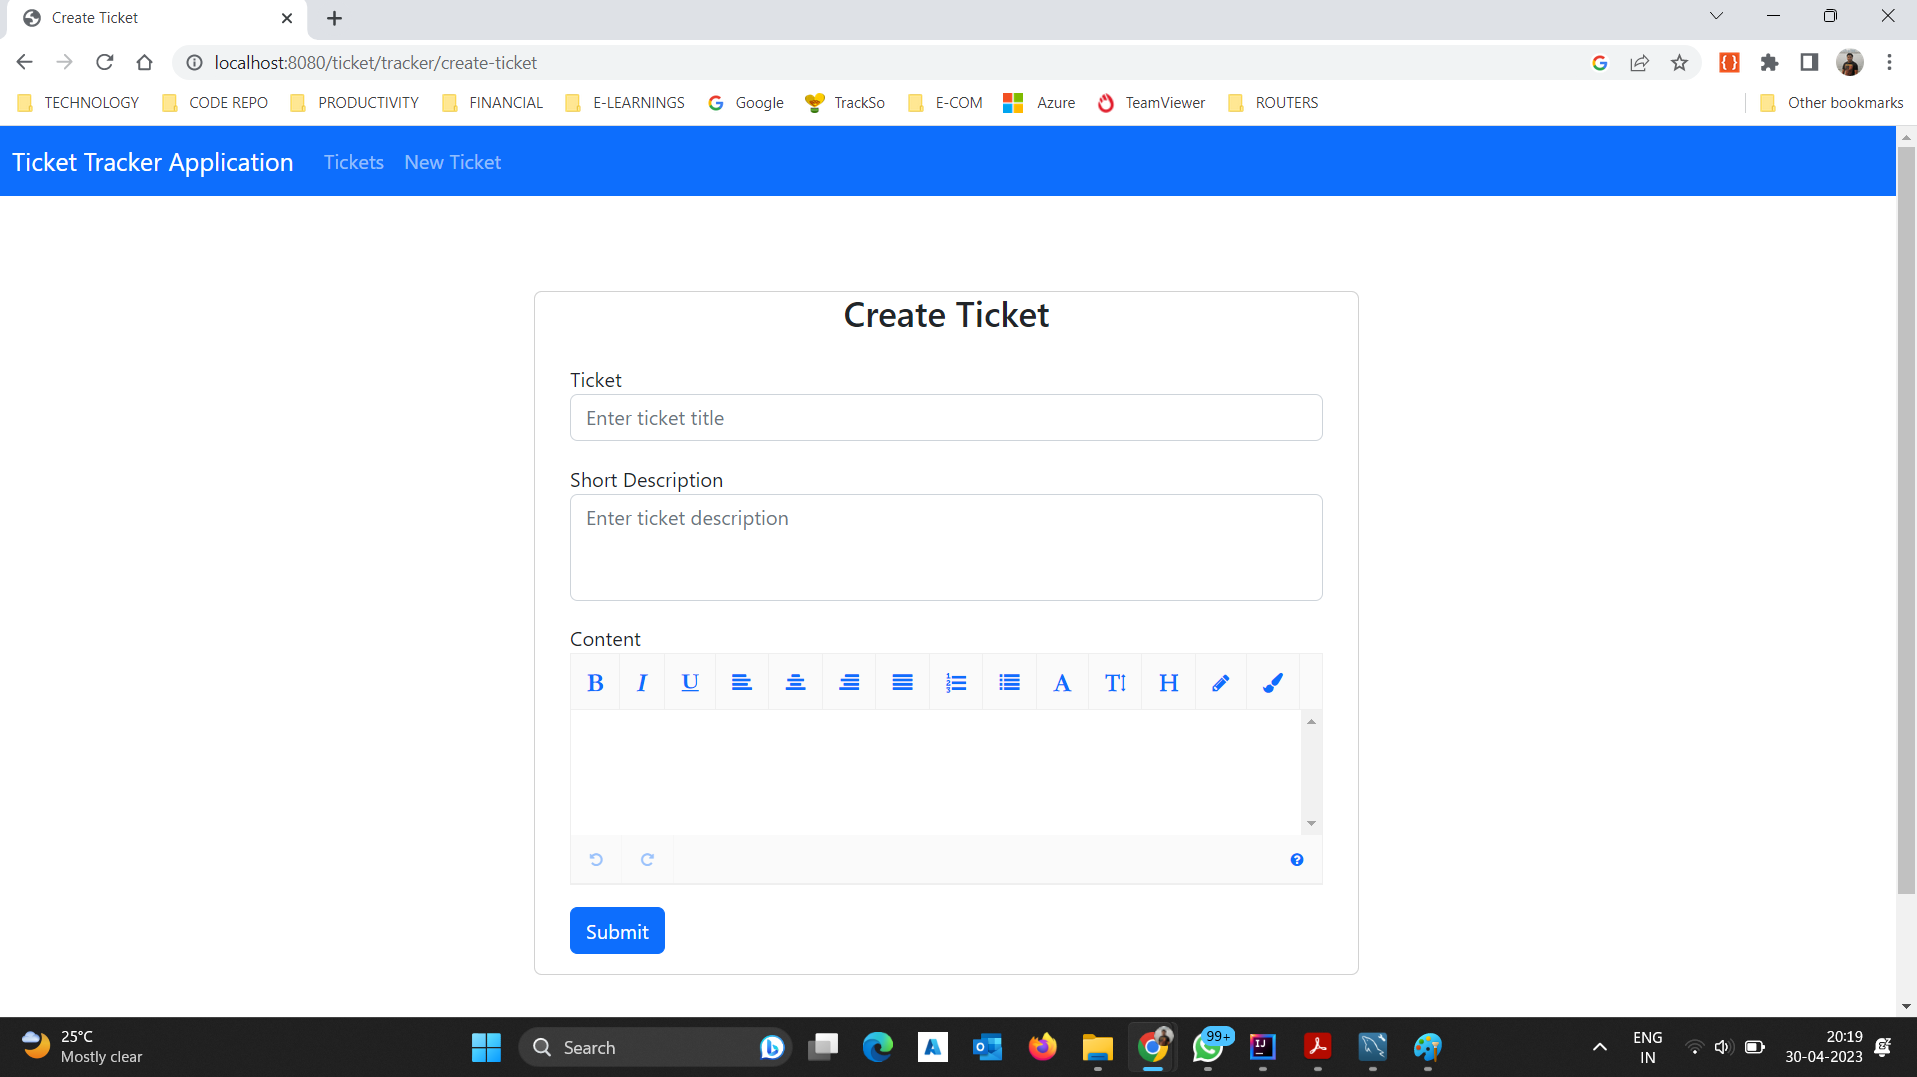 Create Ticket
localhost:8080/ticket/tracker/create-ticket
TECHNOLOGY CODE REPO PRODUCTIVITY FINANCIAL E-LEARNINGS Google TrackSo E-COM Azure TeamViewer ROUTERS Other bookmarks
Ticket Tracker Application Tickets New Ticket
Create Ticket
Ticket
Enter ticket title
Short Description
Enter ticket description
Content
B I U A T H
Submit
25°C
Mostly clear
Search
99+
ENG
IN
20:19
30-04-2023